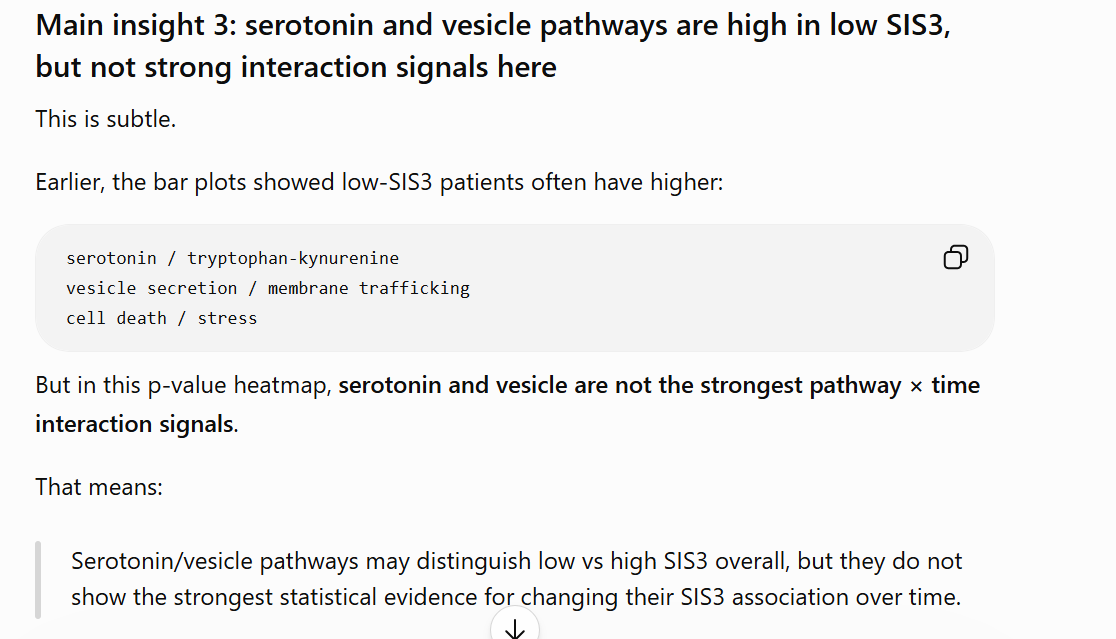 Main insight 3: serotonin and vesicle pathways are high in low SIS3,
but not strong interaction signals here
This is subtle.
Earlier, the bar plots showed low-SIS3 patients often have higher:
serotonin / tryptophan-kynurenine
vesicle secretion / membrane trafficking
cell death / stress
But in this p-value heatmap, serotonin and vesicle are not the strongest pathway × time
interaction signals.
That means:
Serotonin/vesicle pathways may distinguish low vs high SIS3 overall, but they do not
show the strongest statistical evidence for changing their SIS3 association over time.